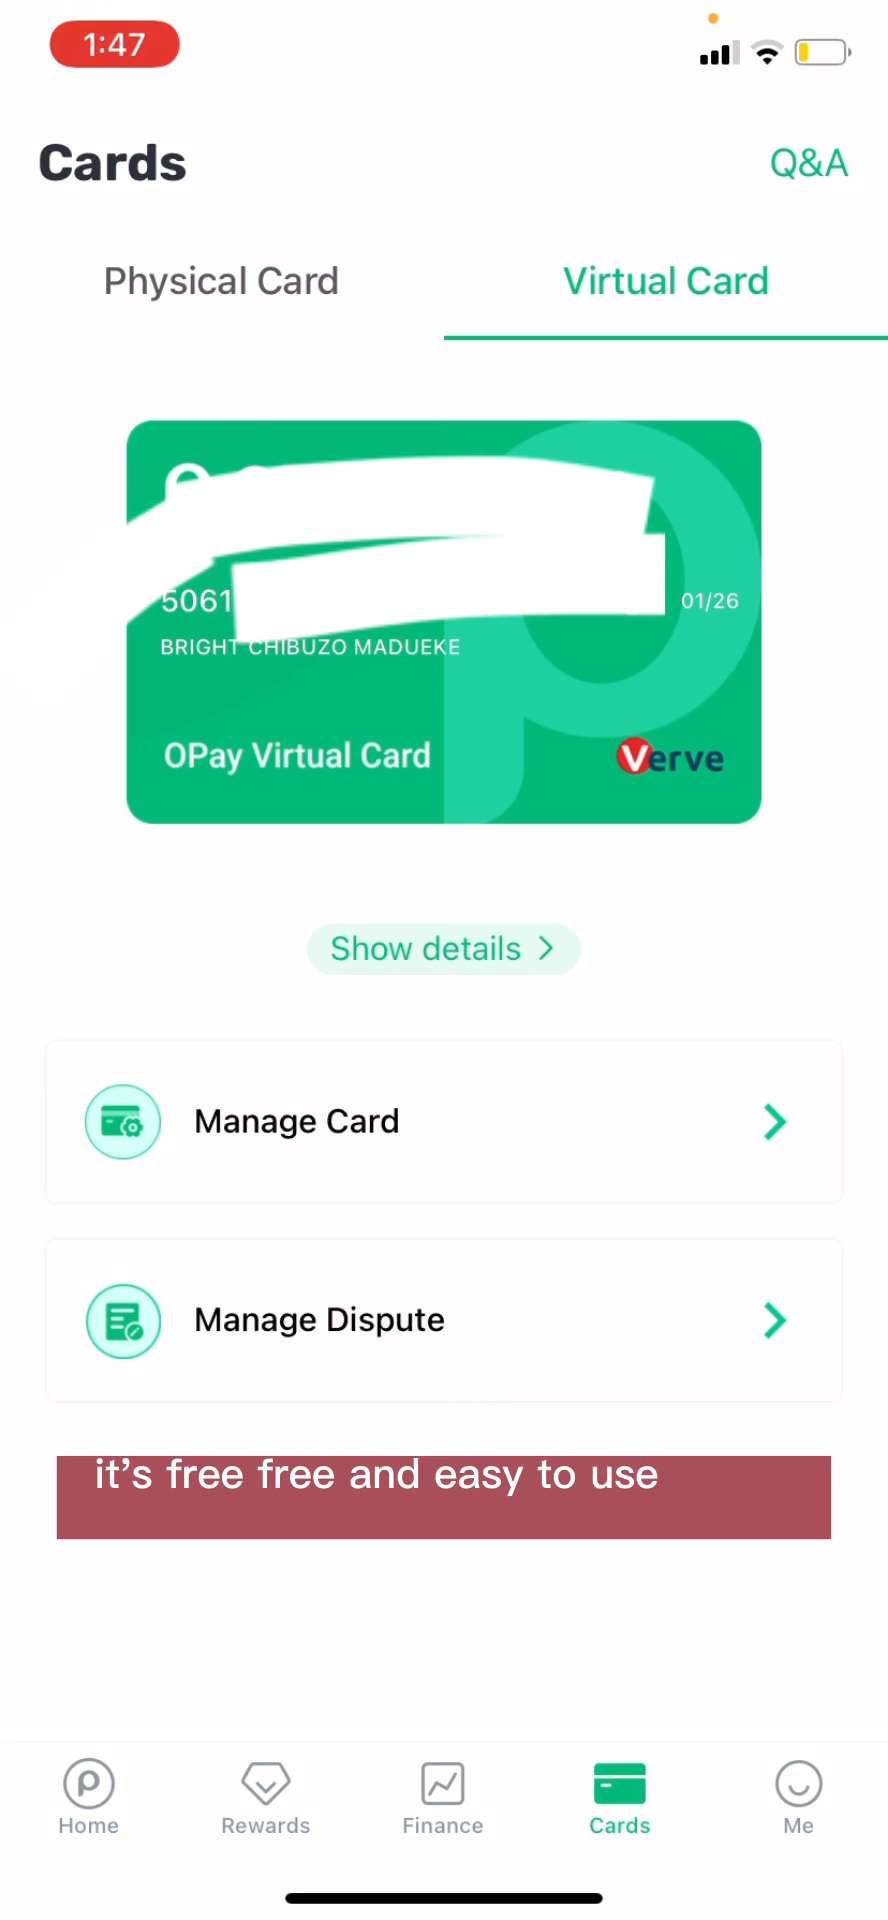 1:47
Cards
Q&A
Physical Card
Virtual Card
5061
01/26
BRIGHT CHIBUZO MADUEKE
OPay Virtual Card
Verve
Show details
Manage Card
Manage Dispute
it's free free and easy to use
Home
Rewards
Finance
Cards
Me